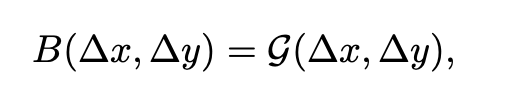 B(Δx, Δy) = 𝒢(Δx, Δy),